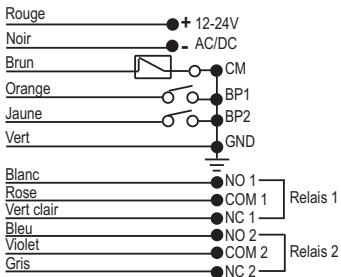 Rouge + 12-24V
Noir - AC/DC
Brun CM
Orange BP1
Jaune BP2
Vert GND
Blanc NO 1
Rose COM 1 Relais 1
Vert clair NC 1
Bleu NO 2
Violet COM 2 Relais 2
Gris NC 2